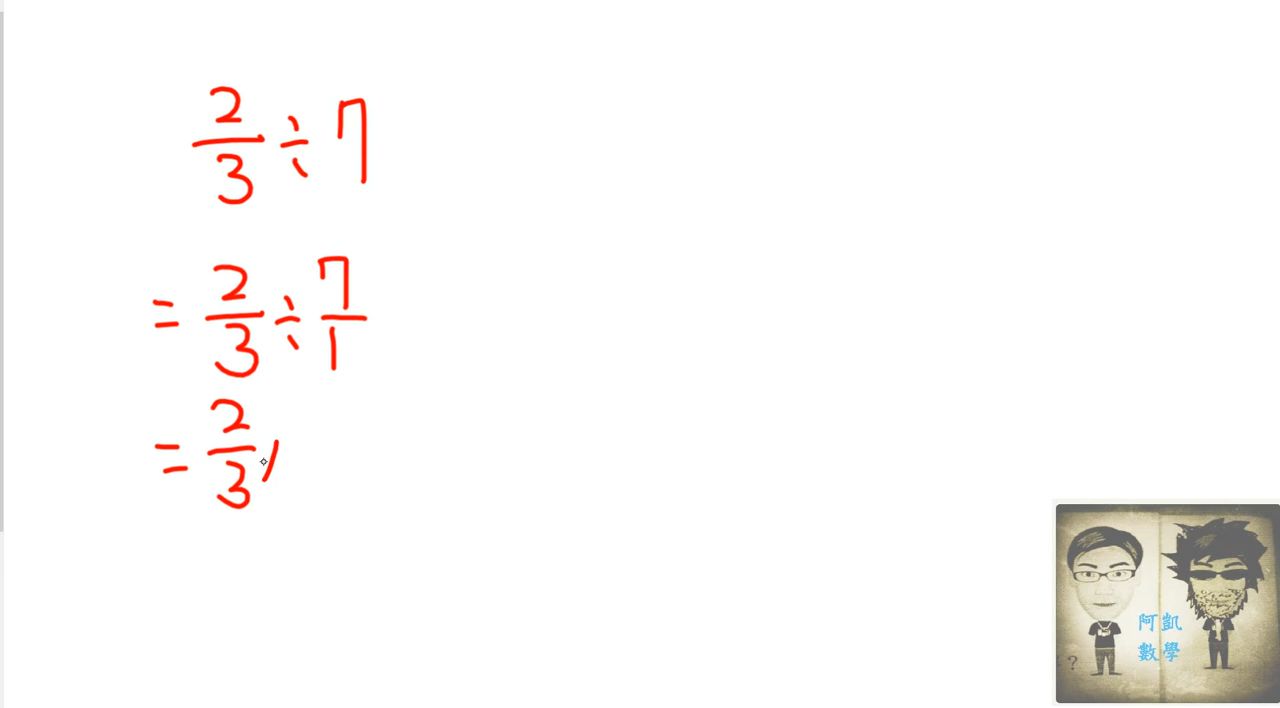 2/3 ÷ 7
= 2/3 ÷ 7/1
= 2/3 /
阿凱
數學
?